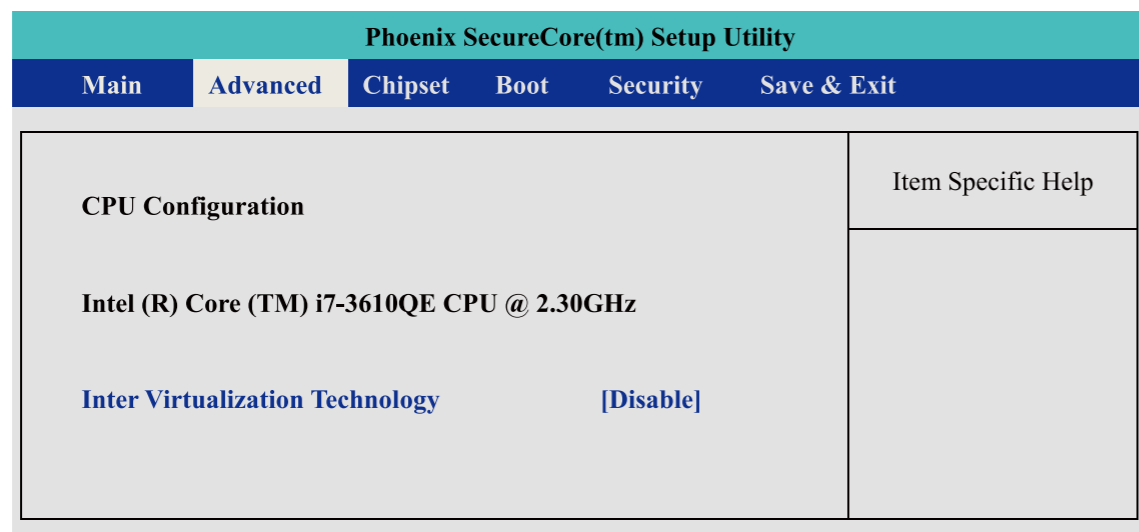 Phoenix SecureCore(tm) Setup Utility
Main Advanced Chipset Boot Security Save & Exit
CPU Configuration
Item Specific Help
Intel (R) Core (TM) i7-3610QE CPU @ 2.30GHz
Inter Virtualization Technology [Disable]